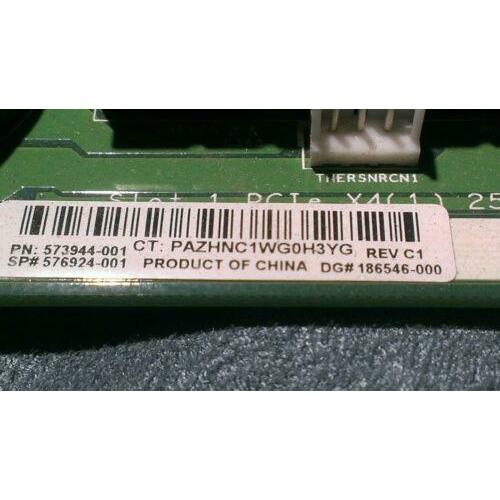 THERSNRCN1
Slot 1 PCIe X4(1) 25
PN: 573944-001 CT: PAZHNC1WG0H3YG REV C1
SP# 576924-001 PRODUCT OF CHINA DG# 186546-000